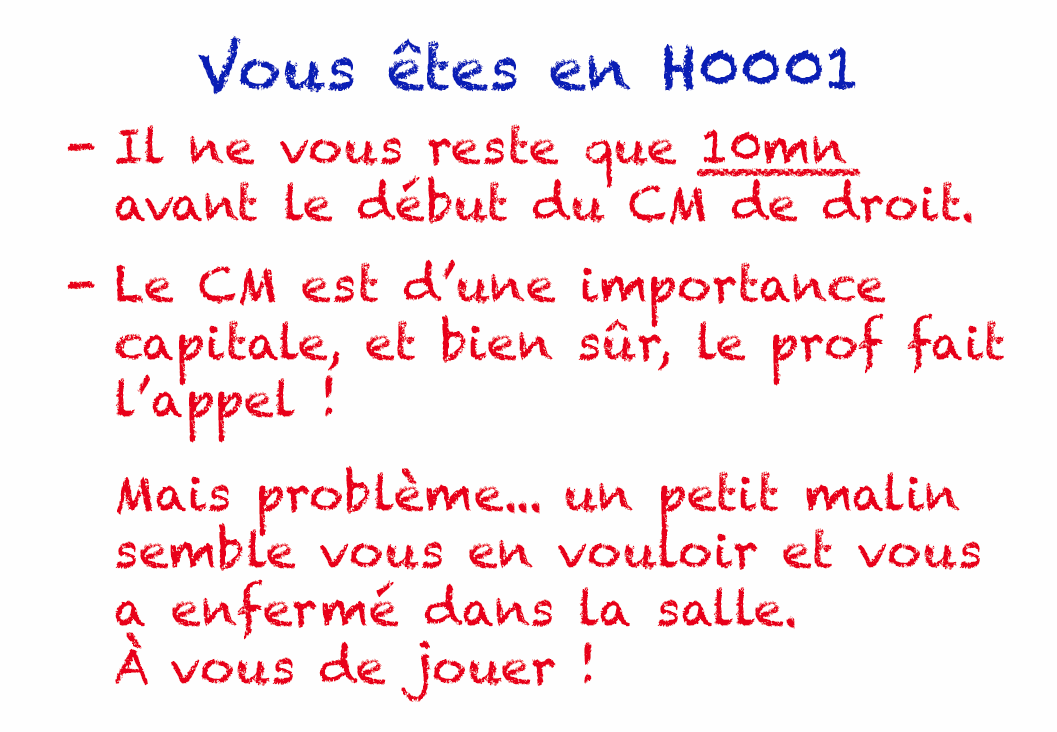 Vous êtes en H0001
- Il ne vous reste que 10mn
avant le début du CM de droit.
- Le CM est d'une importance
capitale, et bien sûr, le prof fait
l'appel !
Mais problème... un petit malin
semble vous en vouloir et vous
a enfermé dans la salle.
À vous de jouer !